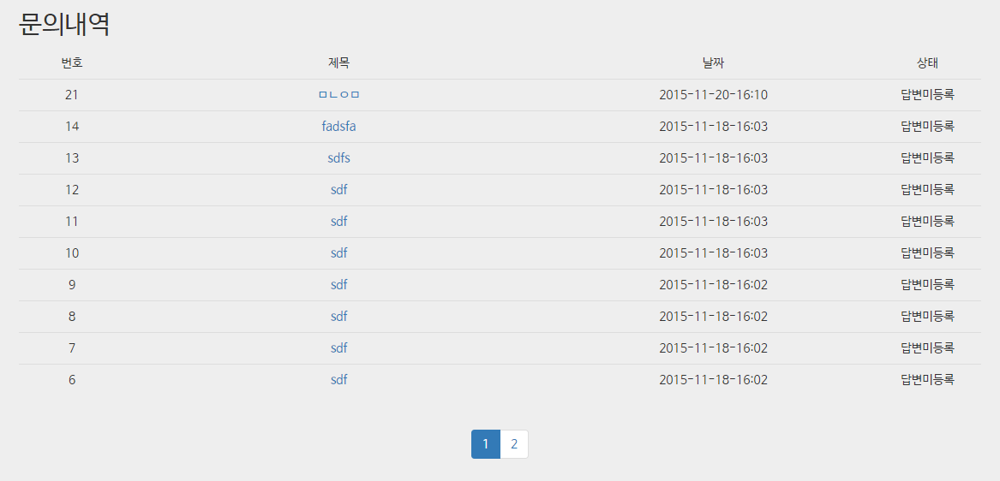 문의내역
번호 제목 날짜 상태
21 ㅁㄴㅇㅁ 2015-11-20-16:10 답변미등록
14 fadsfa 2015-11-18-16:03 답변미등록
13 sdfs 2015-11-18-16:03 답변미등록
12 sdf 2015-11-18-16:03 답변미등록
11 sdf 2015-11-18-16:03 답변미등록
10 sdf 2015-11-18-16:03 답변미등록
9 sdf 2015-11-18-16:02 답변미등록
8 sdf 2015-11-18-16:02 답변미등록
7 sdf 2015-11-18-16:02 답변미등록
6 sdf 2015-11-18-16:02 답변미등록
1 2